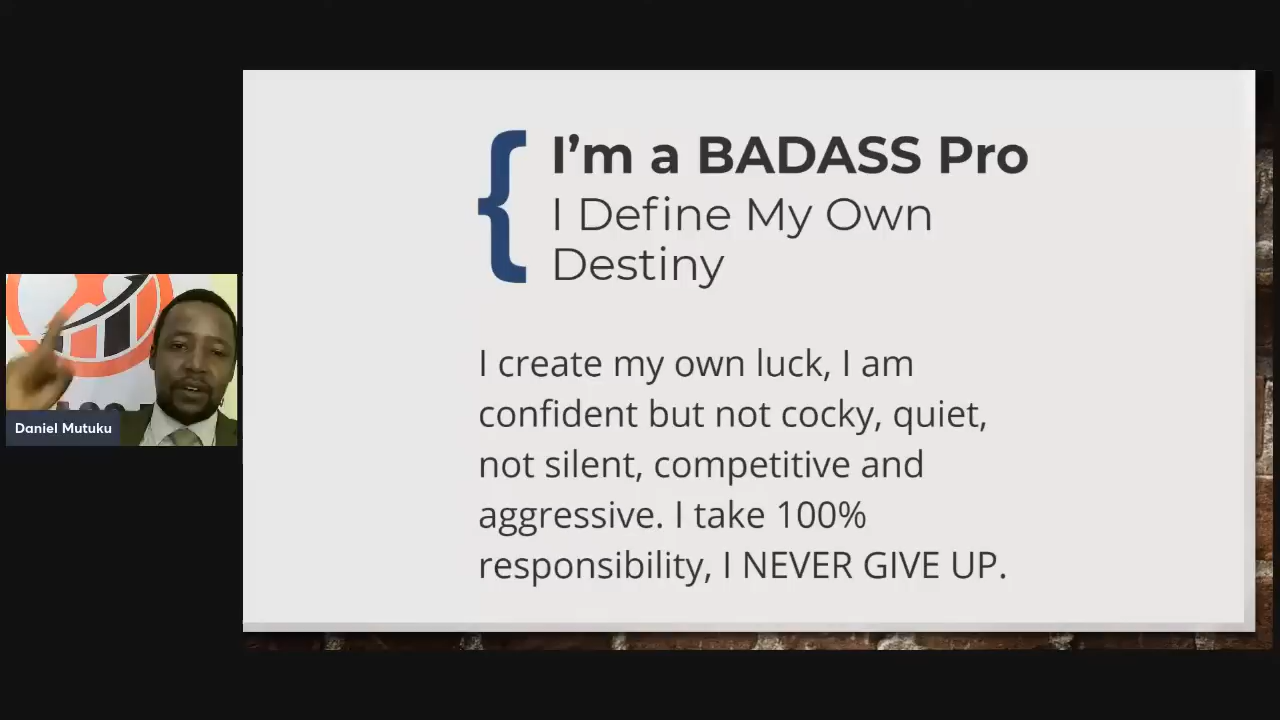 I'm a BADASS Pro
I Define My Own
Destiny
I create my own luck, I am
confident but not cocky, quiet,
not silent, competitive and
aggressive. I take 100%
responsibility, I NEVER GIVE UP.
Daniel Mutuku